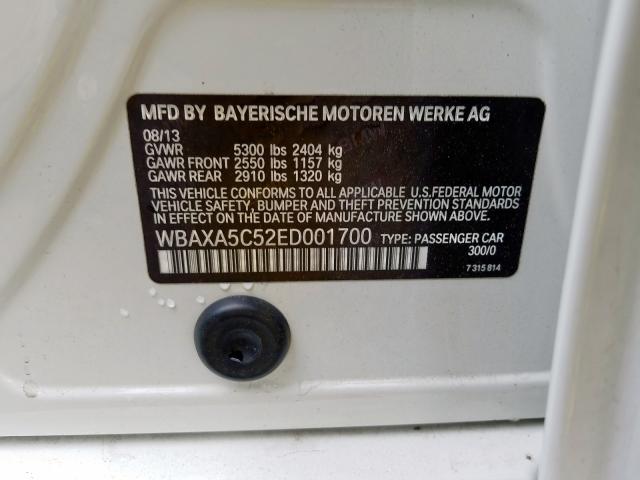 MFD BY BAYERISCHE MOTOREN WERKE AG
08/13
GVWR 5300 lbs 2404 kg
GAWR FRONT 2550 lbs 1157 kg
GAWR REAR 2910 lbs 1320 kg
THIS VEHICLE CONFORMS TO ALL APPLICABLE U.S.FEDERAL MOTOR
VEHICLE SAFETY, BUMPER AND THEFT PREVENTION STANDARDS IN
EFFECT ON THE DATE OF MANUFACTURE SHOWN ABOVE.
WBAXA5C52ED001700 TYPE: PASSENGER CAR
300/0
7 315 814